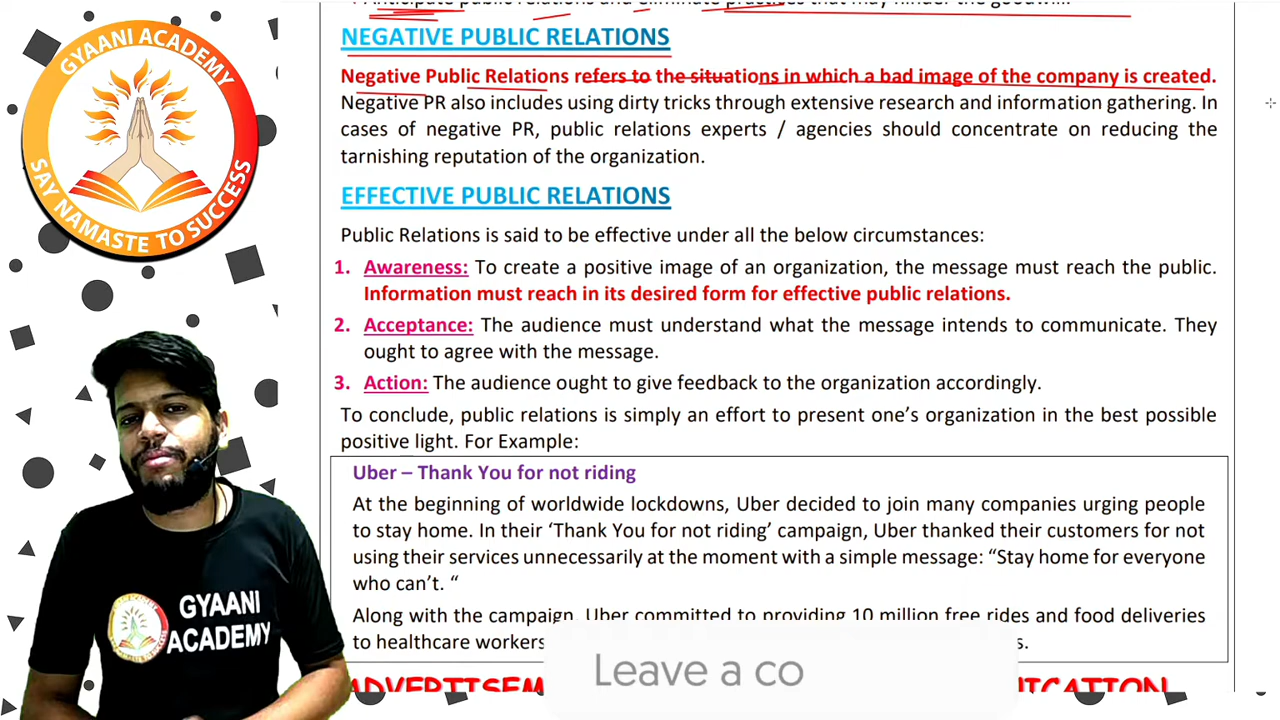 Anticipate public relations and eliminate practices that may hinder the goodwill.
NEGATIVE PUBLIC RELATIONS
Negative Public Relations refers to the situations in which a bad image of the company is created.
Negative PR also includes using dirty tricks through extensive research and information gathering. In
cases of negative PR, public relations experts / agencies should concentrate on reducing the
tarnishing reputation of the organization.
EFFECTIVE PUBLIC RELATIONS
Public Relations is said to be effective under all the below circumstances:
1. Awareness: To create a positive image of an organization, the message must reach the public.
Information must reach in its desired form for effective public relations.
2. Acceptance: The audience must understand what the message intends to communicate. They
ought to agree with the message.
3. Action: The audience ought to give feedback to the organization accordingly.
To conclude, public relations is simply an effort to present one’s organization in the best possible
positive light. For Example:
Uber – Thank You for not riding
At the beginning of worldwide lockdowns, Uber decided to join many companies urging people
to stay home. In their ‘Thank You for not riding’ campaign, Uber thanked their customers for not
using their services unnecessarily at the moment with a simple message: “Stay home for everyone
who can’t. “
Along with the campaign, Uber committed to providing 10 million free rides and food deliveries
to healthcare workers
Leave a co
GYAANI ACADEMY
SAY NAMASTE TO SUCCESS
GYAANI
ACADEMY